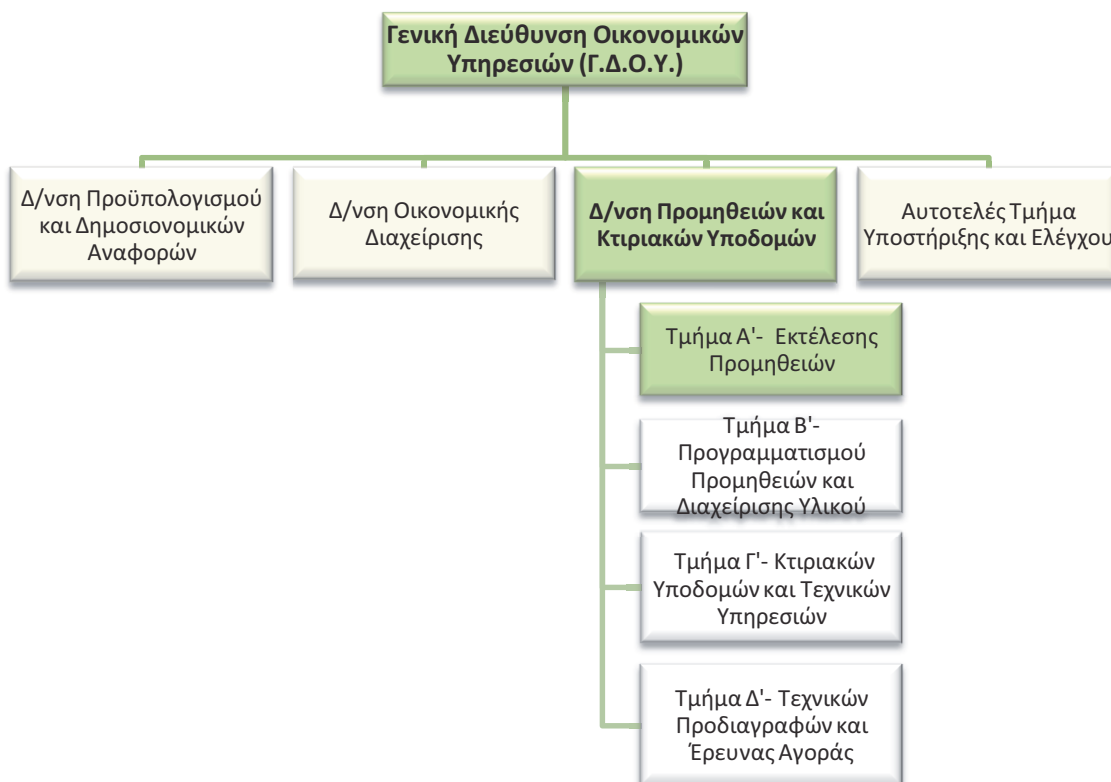 Γενική Διεύθυνση Οικονομικών
Υπηρεσιών (Γ.Δ.Ο.Υ.)
Δ/νση Προϋπολογισμού
και Δημοσιονομικών
Αναφορών
Δ/νση Οικονομικής
Διαχείρισης
Δ/νση Προμηθειών και
Κτιριακών Υποδομών
Αυτοτελές Τμήμα
Υποστήριξης και Ελέγχου
Τμήμα Α'- Εκτέλεσης
Προμηθειών
Τμήμα Β'-
Προγραμματισμού
Προμηθειών και
Διαχείρισης Υλικού
Τμήμα Γ'- Κτιριακών
Υποδομών και Τεχνικών
Υπηρεσιών
Τμήμα Δ'- Τεχνικών
Προδιαγραφών και
Έρευνας Αγοράς